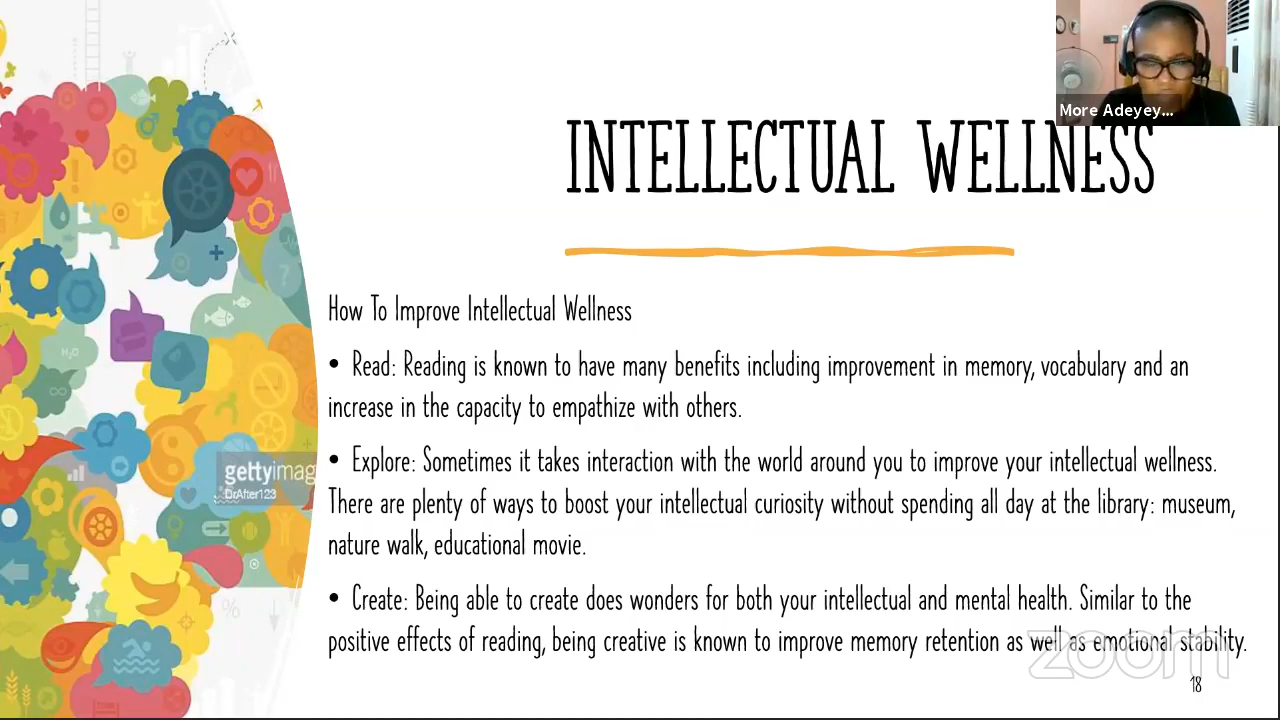 More Adeyey...
INTELLECTUAL WELLNESS
How To Improve Intellectual Wellness
• Read: Reading is known to have many benefits including improvement in memory, vocabulary and an
increase in the capacity to empathize with others.
• Explore: Sometimes it takes interaction with the world around you to improve your intellectual wellness.
There are plenty of ways to boost your intellectual curiosity without spending all day at the library: museum,
nature walk, educational movie.
• Create: Being able to create does wonders for both your intellectual and mental health. Similar to the
positive effects of reading, being creative is known to improve memory retention as well as emotional stability.
gettyimag
DrAfter123
H₂O
%
zoom
18